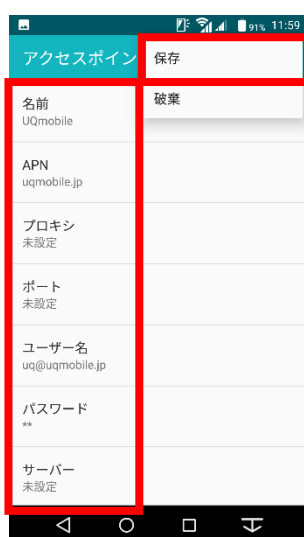 91% 11:59
アクセスポイン
保存
破棄
名前
UQmobile
APN
uqmobile.jp
プロキシ
未設定
ポート
未設定
ユーザー名
uq@uqmobile.jp
パスワード
**
サーバー
未設定